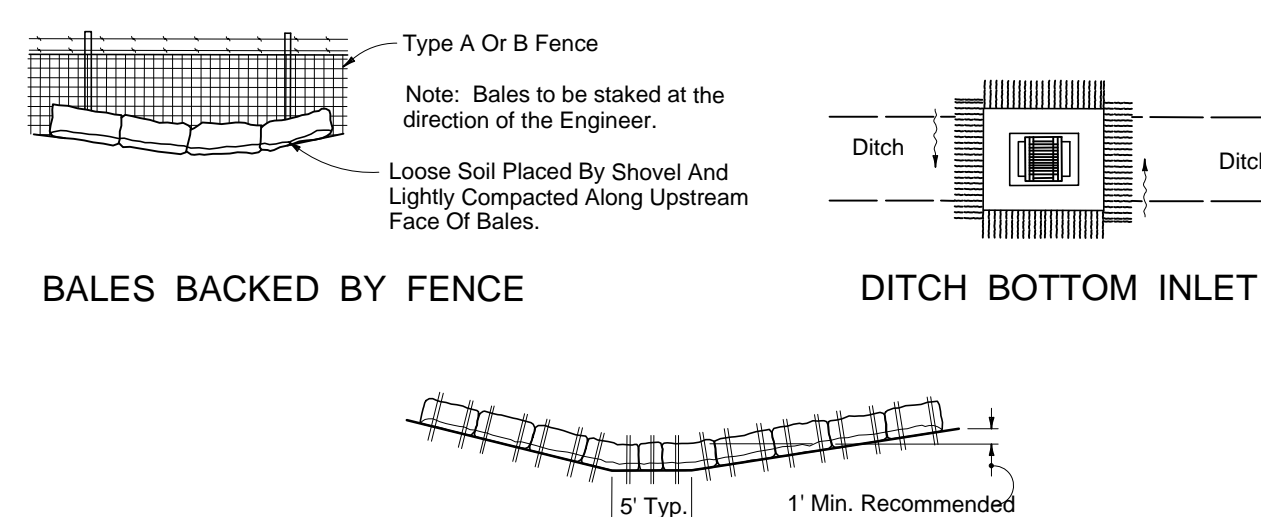 Type A Or B Fence
Note: Bales to be staked at the
direction of the Engineer.
Loose Soil Placed By Shovel And
Lightly Compacted Along Upstream
Face Of Bales.
BALES BACKED BY FENCE
Ditch
Ditc
DITCH BOTTOM INLET
5' Typ.
1' Min. Recommended